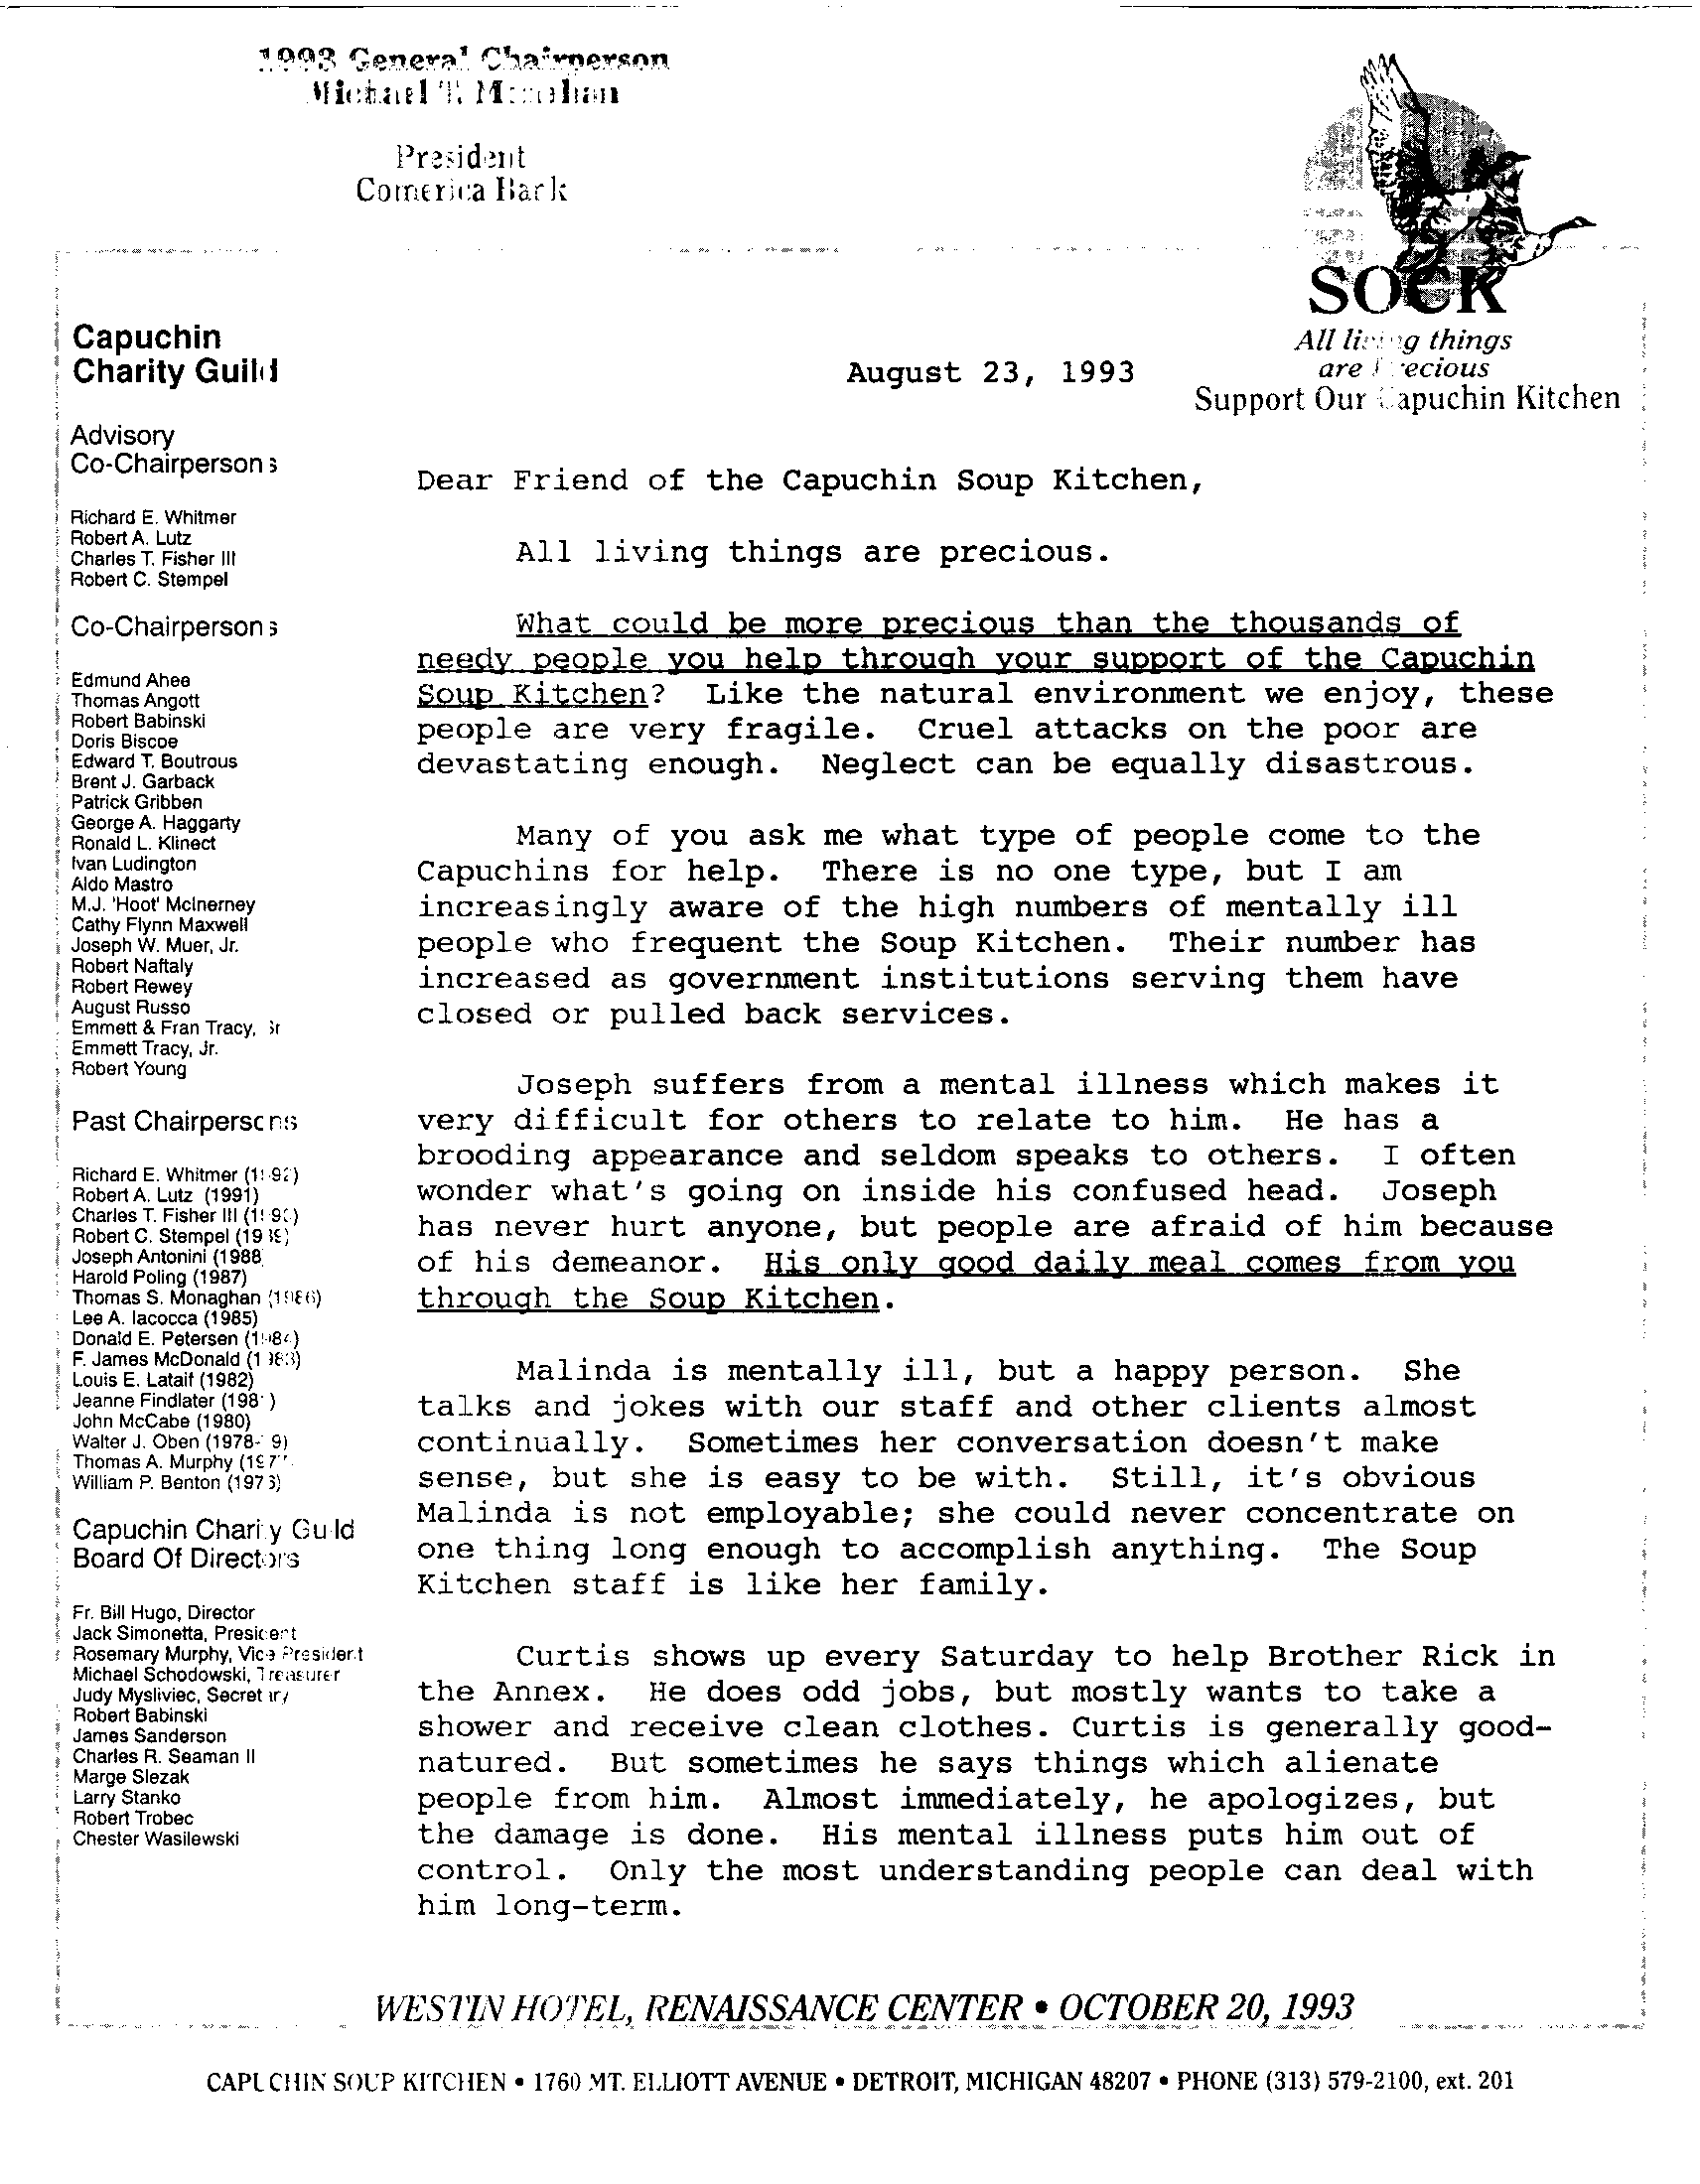 1993 General Chairperson
Michael T.
President
Comerica Bank
SOCK
All living things
are precious
Support Our Capuchin Kitchen
Capuchin
Charity Guild
August 23, 1993
Advisory
Co-Chairpersons
Richard E. Whitmer
Robert A. Lutz
Charles T. Fisher III
Robert C. Stempel
Co-Chairpersons
Edmund Ahee
Thomas Angott
Robert Babinski
Doris Biscoe
Edward T. Boutrous
Brent J. Garback
Patrick Gribben
George A. Haggarty
Ronald L. Klinect
Ivan Ludington
Aldo Mastro
M.J. 'Hoot' McInerney
Cathy Flynn Maxwell
Joseph W. Muer, Jr.
Robert Naftaly
Robert Rewey
August Russo
Emmett & Fran Tracy, Sr
Emmett Tracy, Jr.
Robert Young
Past Chairpersons
Richard E. Whitmer (1992)
Robert A. Lutz (1991)
Charles T. Fisher III (1990)
Robert C. Stempel (1989)
Joseph Antonini (1988)
Harold Poling (1987)
Thomas S. Monaghan (1986)
Lee A. Iacocca (1985)
Donald E. Petersen (1984)
F. James McDonald (1983)
Louis E. Lataif (1982)
Jeanne Findlater (1981)
John McCabe (1980)
Walter J. Oben (1978-79)
Thomas A. Murphy (1977)
William P. Benton (1976)
Capuchin Charity Guild
Board Of Directors
Fr. Bill Hugo, Director
Jack Simonetta, President
Rosemary Murphy, Vice President
Michael Schodowski, Treasurer
Judy Mysliviec, Secretary
Robert Babinski
James Sanderson
Charles R. Seaman II
Marge Slezak
Larry Stanko
Robert Trobec
Chester Wasilewski
Dear Friend of the Capuchin Soup Kitchen,
All living things are precious.
What could be more precious than the thousands of
needy people you help through your support of the Capuchin
Soup Kitchen? Like the natural environment we enjoy, these
people are very fragile. Cruel attacks on the poor are
devastating enough. Neglect can be equally disastrous.
Many of you ask me what type of people come to the
Capuchins for help. There is no one type, but I am
increasingly aware of the high numbers of mentally ill
people who frequent the Soup Kitchen. Their number has
increased as government institutions serving them have
closed or pulled back services.
Joseph suffers from a mental illness which makes it
very difficult for others to relate to him. He has a
brooding appearance and seldom speaks to others. I often
wonder what's going on inside his confused head. Joseph
has never hurt anyone, but people are afraid of him because
of his demeanor. His only good daily meal comes from you
through the Soup Kitchen.
Malinda is mentally ill, but a happy person. She
talks and jokes with our staff and other clients almost
continually. Sometimes her conversation doesn't make
sense, but she is easy to be with. Still, it's obvious
Malinda is not employable; she could never concentrate on
one thing long enough to accomplish anything. The Soup
Kitchen staff is like her family.
Curtis shows up every Saturday to help Brother Rick in
the Annex. He does odd jobs, but mostly wants to take a
shower and receive clean clothes. Curtis is generally good-
natured. But sometimes he says things which alienate
people from him. Almost immediately, he apologizes, but
the damage is done. His mental illness puts him out of
control. Only the most understanding people can deal with
him long-term.
WESTIN HOTEL, RENAISSANCE CENTER • OCTOBER 20, 1993
CAPUCHIN SOUP KITCHEN • 1760 MT. ELLIOTT AVENUE • DETROIT, MICHIGAN 48207 • PHONE (313) 579-2100, ext. 201